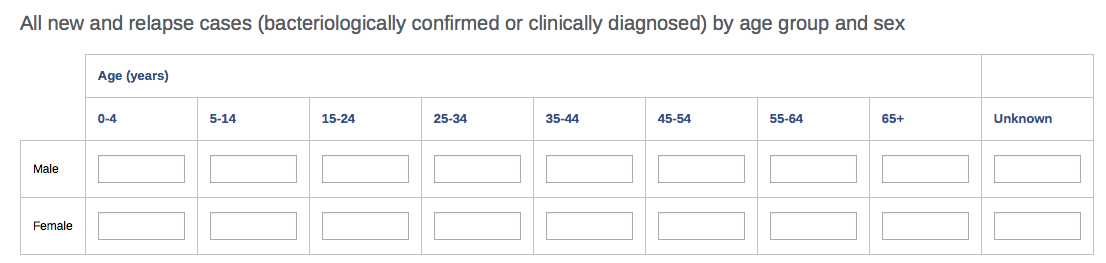 All new and relapse cases (bacteriologically confirmed or clinically diagnosed) by age group and sex
Age (years)
0-4 5-14 15-24 25-34 35-44 45-54 55-64 65+ Unknown
Male
Female